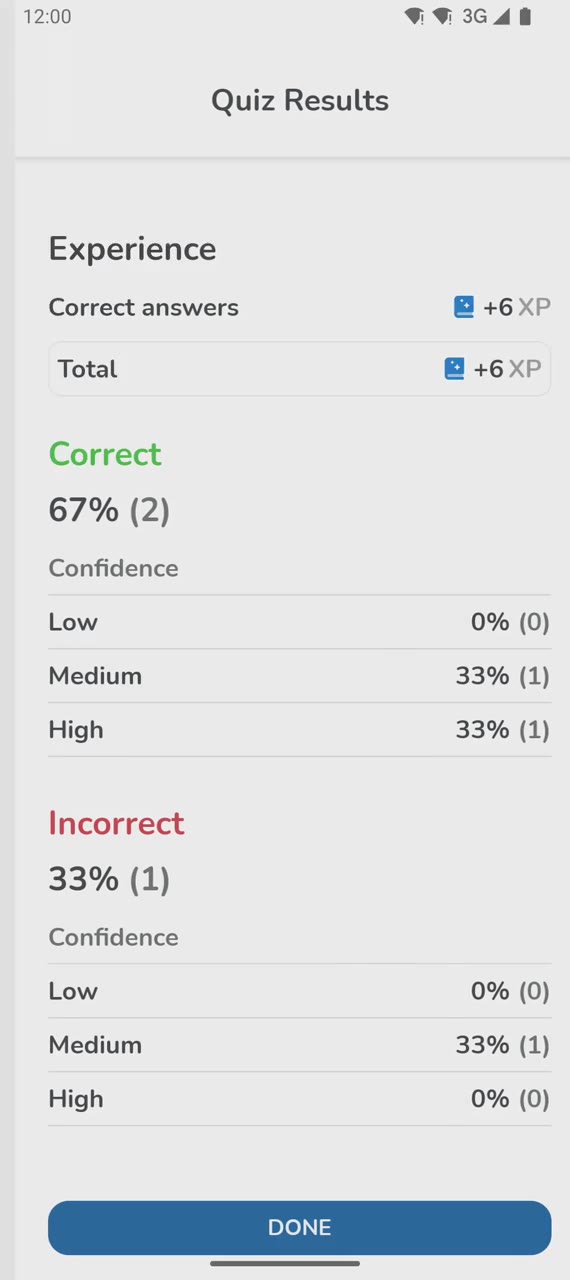 12:00 3G
Quiz Results
Experience
Correct answers +6 XP
Total +6 XP
Correct
67% (2)
Confidence
Low 0% (0)
Medium 33% (1)
High 33% (1)
Incorrect
33% (1)
Confidence
Low 0% (0)
Medium 33% (1)
High 0% (0)
DONE